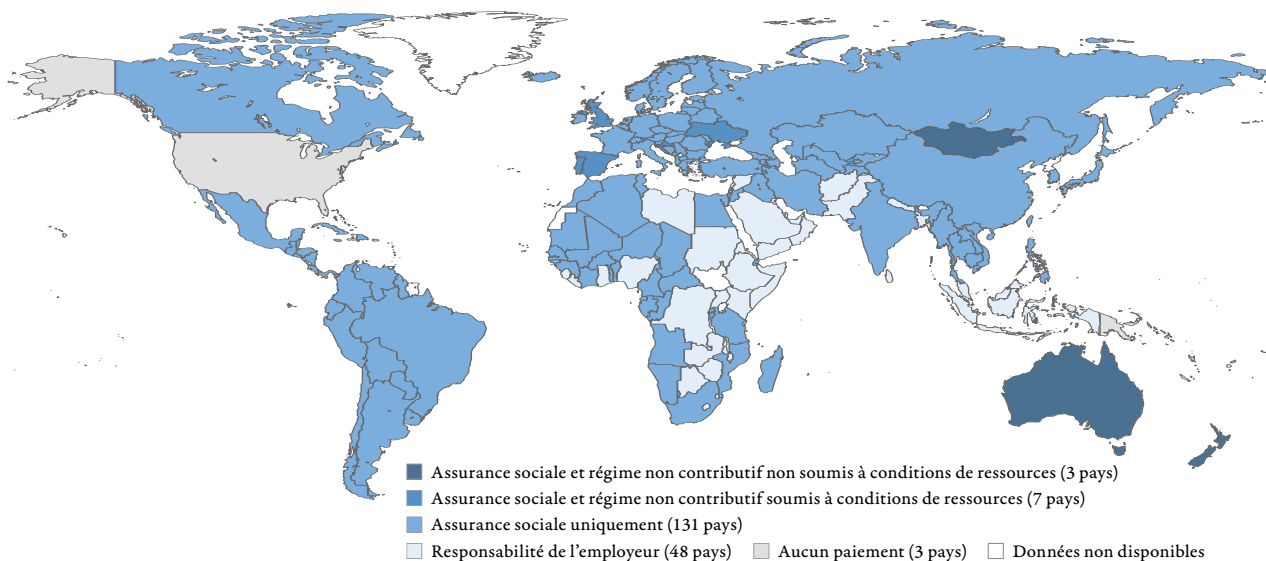 Assurance sociale et régime non contributif non soumis à conditions de ressources (3 pays)
Assurance sociale et régime non contributif soumis à conditions de ressources (7 pays)
Assurance sociale uniquement (131 pays)
Responsabilité de l’employeur (48 pays) Aucun paiement (3 pays) Données non disponibles